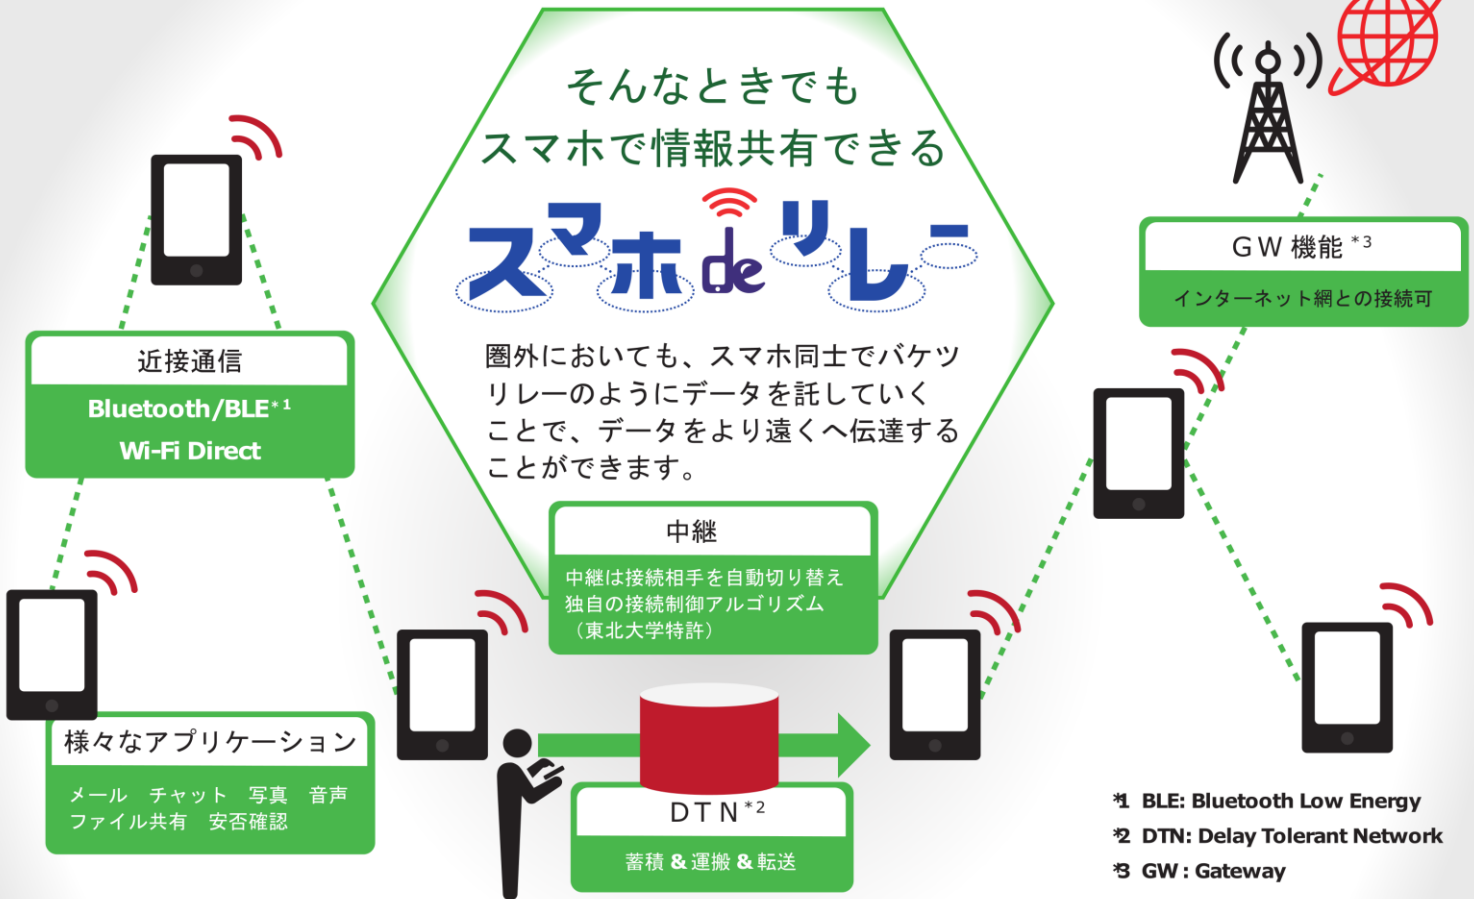 そんなときでも
スマホで情報共有できる
スマホdeリレー
圏外においても、スマホ同士でバケツ
リレーのようにデータを託していく
ことで、データをより遠くへ伝達する
ことができます。
近接通信
Bluetooth/BLE*1
Wi-Fi Direct
GW機能*3
インターネット網との接続可
中継
中継は接続相手を自動切り替え
独自の接続制御アルゴリズム
（東北大学特許）
様々なアプリケーション
メール チャット 写真 音声
ファイル共有 安否確認
DTN*2
蓄積＆運搬＆転送
*1 BLE: Bluetooth Low Energy
*2 DTN: Delay Tolerant Network
*3 GW : Gateway